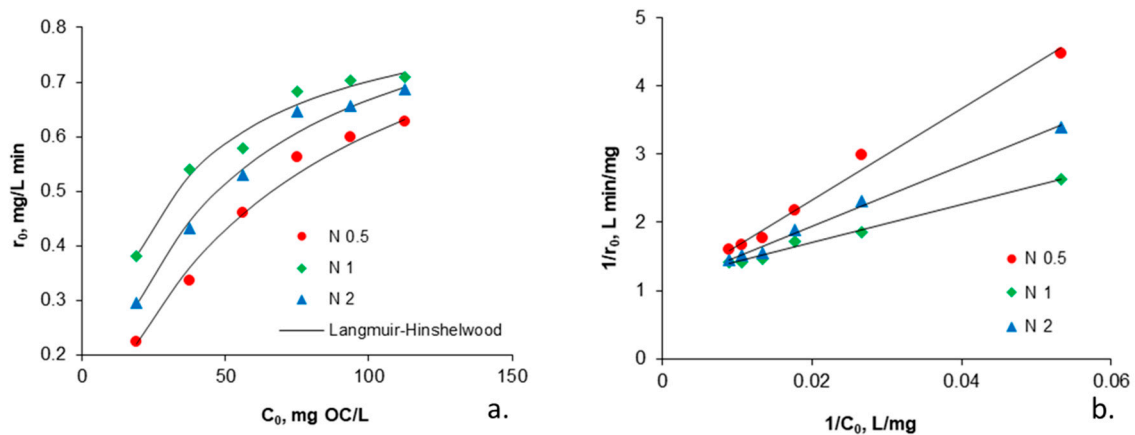 0.8
0.7
0.6
0.5
0.4
0.3
0.2
r₀, mg/L min
N 0.5
N 1
N 2
Langmuir-Hinshelwood
0 50 100 150
C₀, mg OC/L
a.
5
4
3
2
1
0
1/r₀, L min/mg
N 0.5
N 1
N 2
0 0.02 0.04 0.06
1/C₀, L/mg
b.